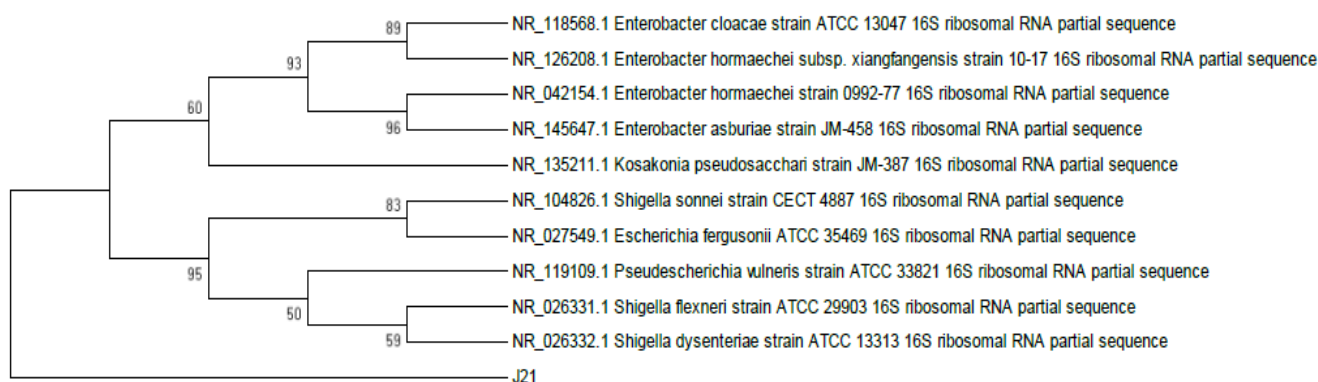 89
NR_118568.1 Enterobacter cloacae strain ATCC 13047 16S ribosomal RNA partial sequence
NR_126208.1 Enterobacter hormaechei subsp. xiangfangensis strain 10-17 16S ribosomal RNA partial sequence
93
NR_042154.1 Enterobacter hormaechei strain 0992-77 16S ribosomal RNA partial sequence
60
96
NR_145647.1 Enterobacter asburiae strain JM-458 16S ribosomal RNA partial sequence
NR_135211.1 Kosakonia pseudosacchari strain JM-387 16S ribosomal RNA partial sequence
83
NR_104826.1 Shigella sonnei strain CECT 4887 16S ribosomal RNA partial sequence
NR_027549.1 Escherichia fergusonii ATCC 35469 16S ribosomal RNA partial sequence
95
NR_119109.1 Pseudescherichia vulneris strain ATCC 33821 16S ribosomal RNA partial sequence
50
NR_026331.1 Shigella flexneri strain ATCC 29903 16S ribosomal RNA partial sequence
59
NR_026332.1 Shigella dysenteriae strain ATCC 13313 16S ribosomal RNA partial sequence
J21